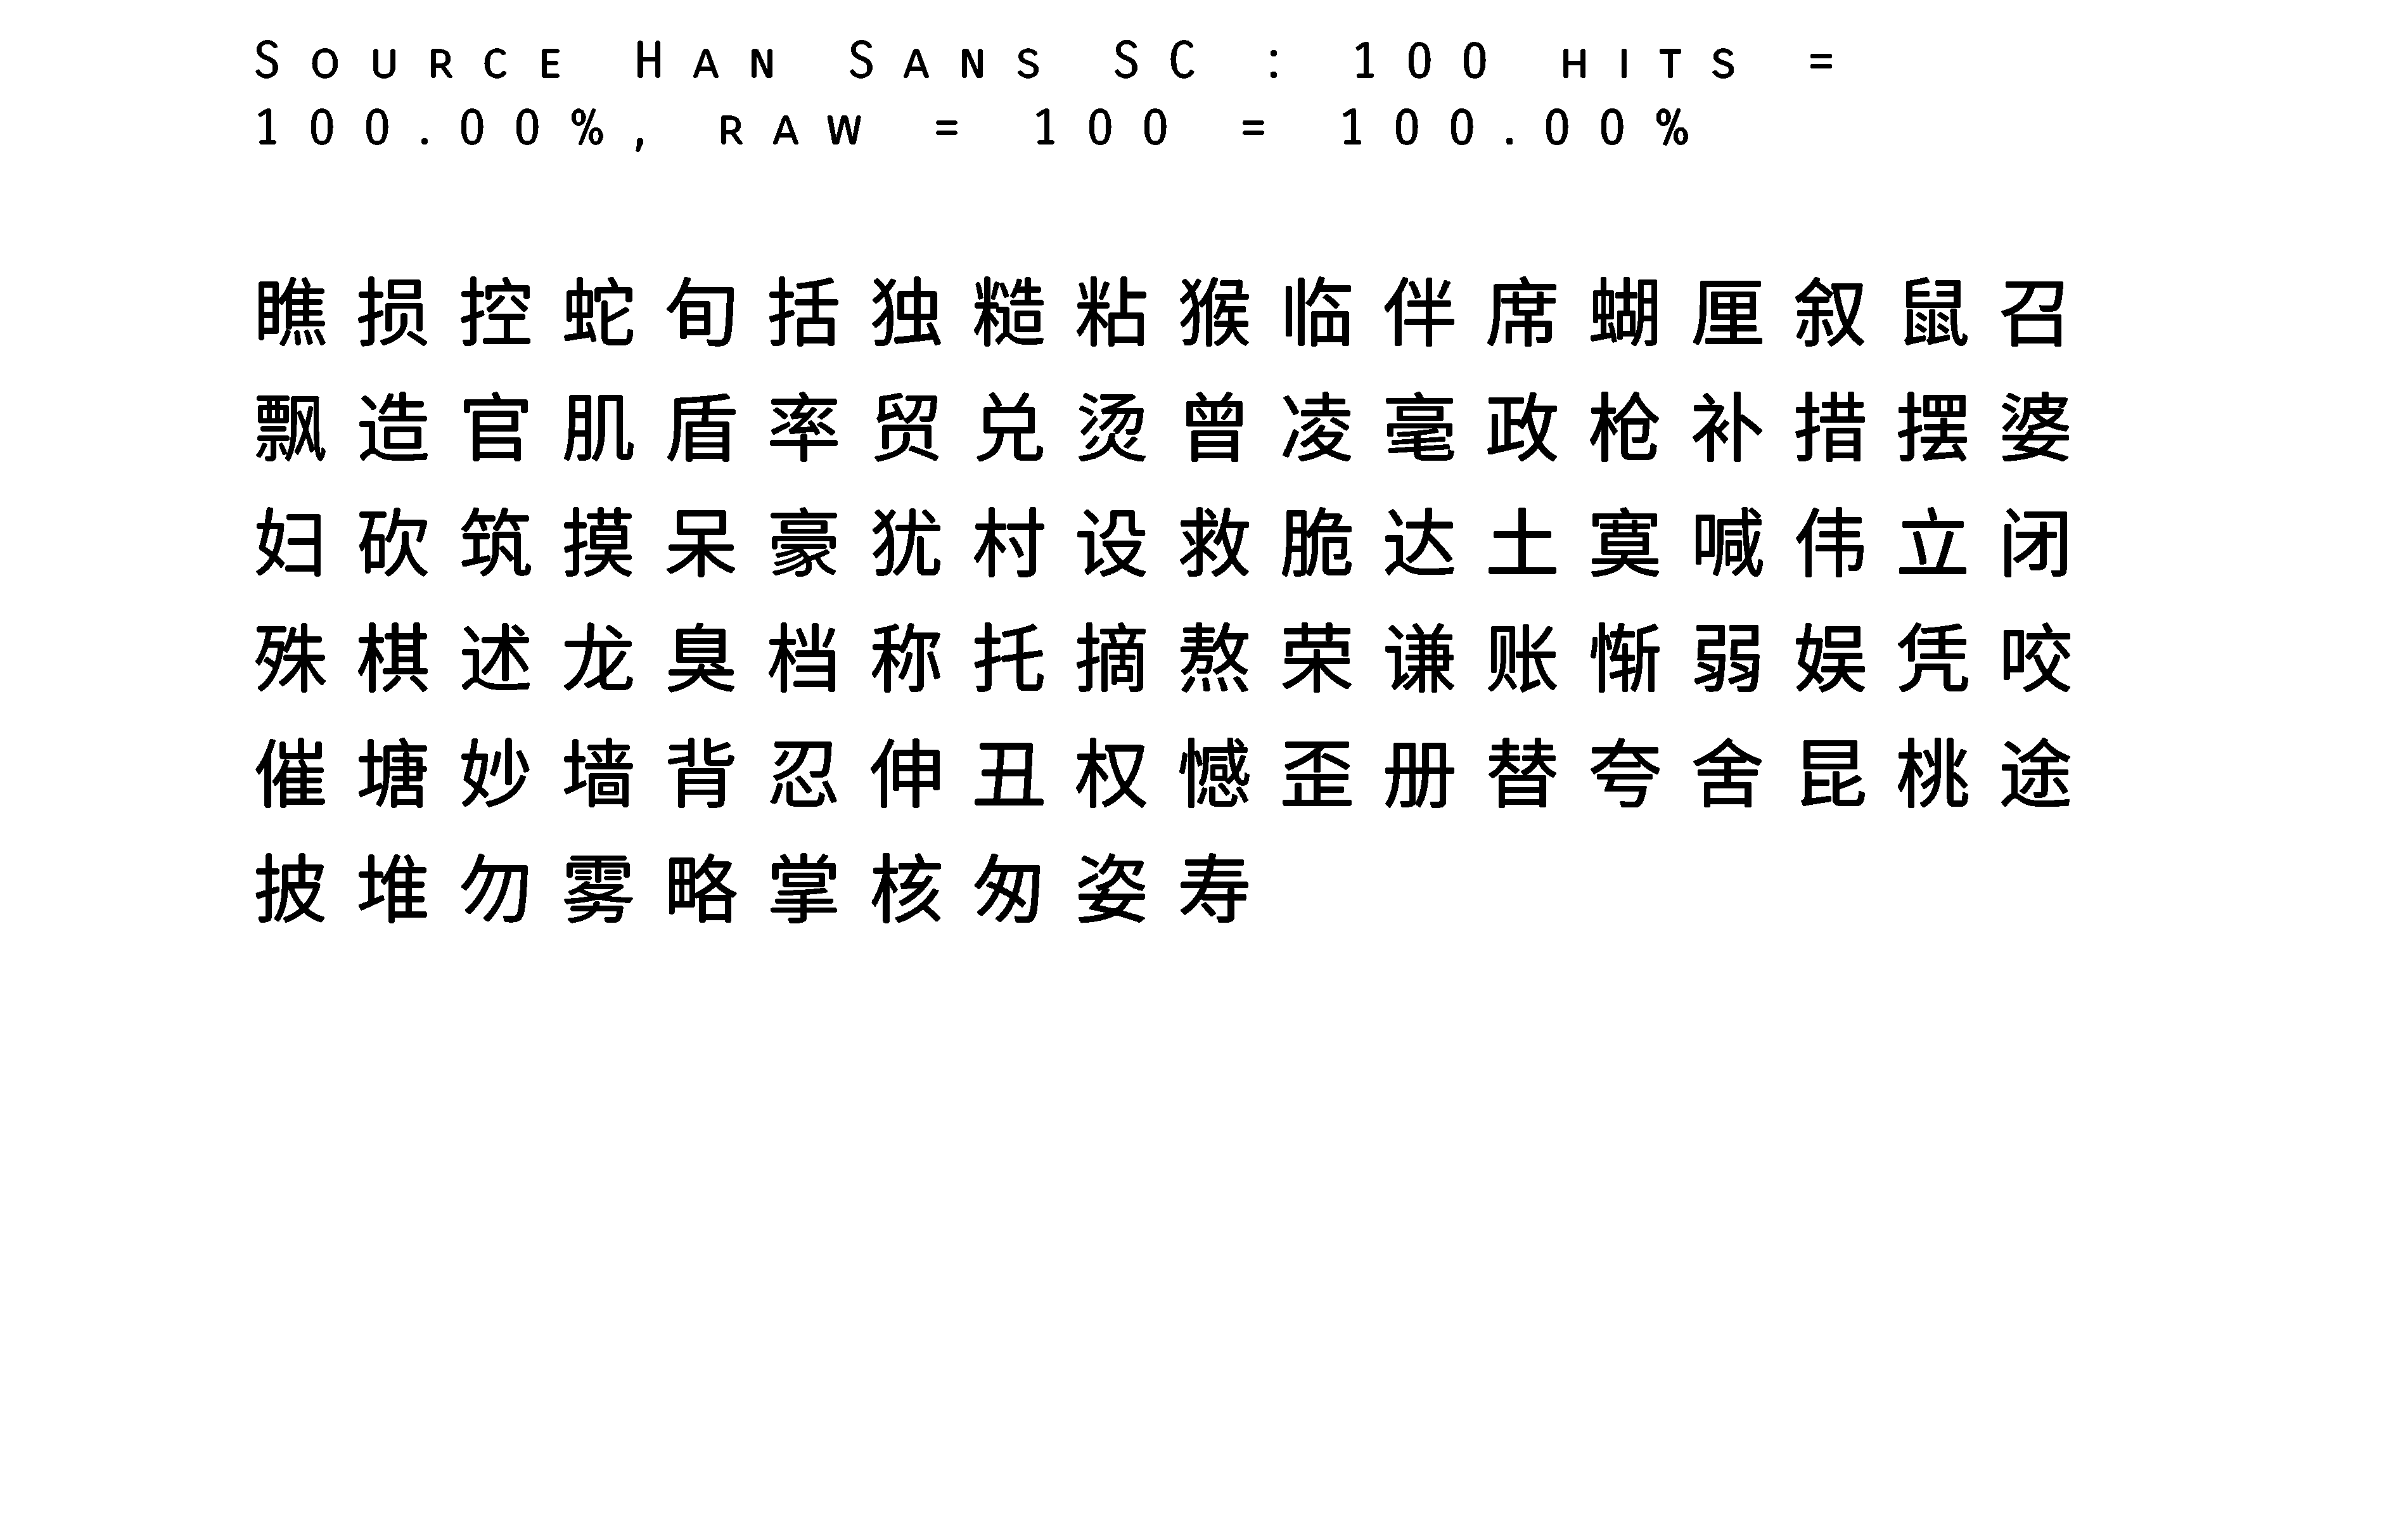 Source Han Sans SC : 100 hits =
100.00%, raw = 100 = 100.00%
瞧损控蛇旬括独糙粘猴临伴席蝴厘叙鼠召
飘造官肌盾率贸兑烫曾凌毫政枪补措摆婆
妇砍筑摸呆豪犹村设救脆达士寞喊伟立闭
殊棋述龙臭档称托摘熬荣谦账惭弱娱凭咬
催塘妙墙背忍伸丑权憾歪册替夸舍昆桃途
披堆勿雾略掌核匆姿寿